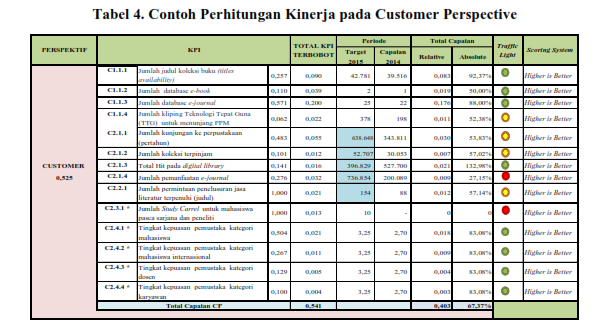 Tabel 4. Contoh Perhitungan Kinerja pada Customer Perspective
PERSPEKTIF KPI TOTAL KPI TERBOBOT Periode Total Capaian Traffic Light Scoring System
Target 2015 Capaian 2014 Relative Absolute
CUSTOMER 0,525
C1.1.1 Jumlah judul koleksi buku (titles availability) 0,257 0,090 42.781 39.516 0,083 92,37% Higher is Better
C1.1.2 Jumlah database e-book 0,110 0,039 2 1 0,019 50,00% Higher is Better
C1.1.3 Jumlah database e-journal 0,571 0,200 25 22 0,176 88,00% Higher is Better
C1.1.4 Jumlah kliping Teknologi Tepat Guna (TTG) untuk menunjang PPM 0,062 0,022 378 198 0,011 52,38% Higher is Better
C2.1.1 Jumlah kunjungan ke perpustakaan (pertahun) 0,483 0,055 638.648 343.811 0,030 53,83% Higher is Better
C2.1.2 Jumlah koleksi terpinjam 0,101 0,012 52.707 30.053 0,007 57,02% Higher is Better
C2.1.3 Total Hit pada digital library 0,141 0,016 396.829 527.700 0,021 132,98% Higher is Better
C2.1.4 Jumlah pemanfaatan e-journal 0,276 0,032 736.854 200.089 0,009 27,15% Higher is Better
C2.2.1 Jumlah permintaan penelusuran jasa literatur terpenuhi (judul) 1,000 0,021 154 88 0,012 57,14% Higher is Better
C2.3.1 * Jumlah Study Carrel untuk mahasiswa pasca sarjana dan peneliti 1,000 0,013 10 - 0 0 Higher is Better
C2.4.1 * Tingkat kepuasan pemustaka kategori mahasiswa 0,504 0,021 3,25 2,70 0,018 83,08% Higher is Better
C2.4.2 * Tingkat kepuasan pemustaka kategori mahasiswa internasional 0,267 0,011 3,25 2,70 0,009 83,08% Higher is Better
C2.4.3 * Tingkat kepuasan pemustaka kategori dosen 0,129 0,005 3,25 2,70 0,004 83,08% Higher is Better
C2.4.4 * Tingkat kepuasan pemustaka kategori karyawan 0,100 0,004 3,25 2,70 0,003 83,08% Higher is Better
Total Capaian CP 0,541 0,403 67,37%